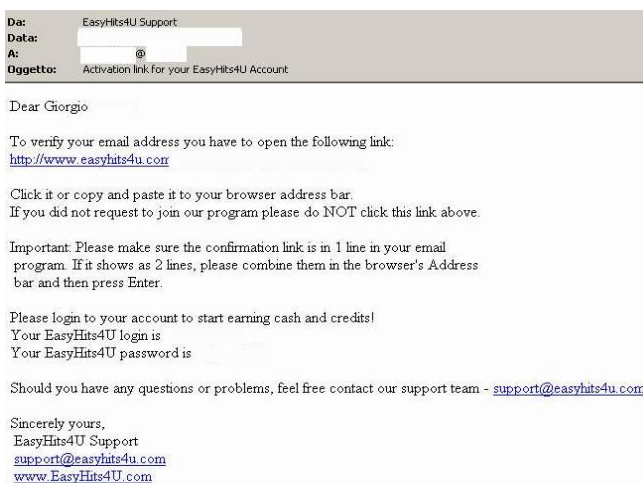 Da: EasyHits4U Support
Data:
A: @
Oggetto: Activation link for your EasyHits4U Account
Dear Giorgio
To verify your email address you have to open the following link:
http://www.easyhits4u.com
Click it or copy and paste it to your browser address bar.
If you did not request to join our program please do NOT click this link above.
Important: Please make sure the confirmation link is in 1 line in your email
program. If it shows as 2 lines, please combine them in the browser's Address
bar and then press Enter.
Please login to your account to start earning cash and credits!
Your EasyHits4U login is
Your EasyHits4U password is
Should you have any questions or problems, feel free contact our support team - support@easyhits4u.com
Sincerely yours,
EasyHits4U Support
support@easyhits4u.com
www.EasyHits4U.com